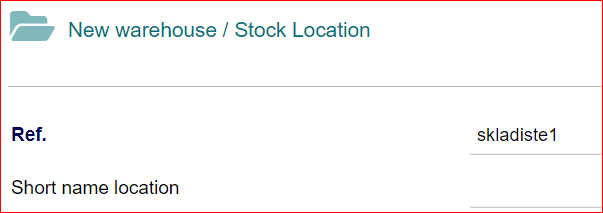 New warehouse / Stock Location
Ref. skladiste1
Short name location